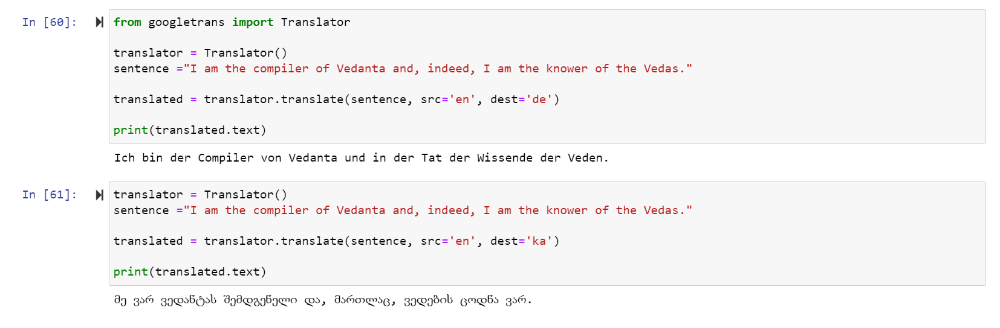 In [60]:
from googletrans import Translator
translator = Translator()
sentence ="I am the compiler of Vedanta and, indeed, I am the knower of the Vedas."
translated = translator.translate(sentence, src='en', dest='de')
print(translated.text)
Ich bin der Compiler von Vedanta und in der Tat der Wissende der Veden.
In [61]:
translator = Translator()
sentence ="I am the compiler of Vedanta and, indeed, I am the knower of the Vedas."
translated = translator.translate(sentence, src='en', dest='ka')
print(translated.text)
მე ვარ ვედანტას შემდგენელი და, მართლაც, ვედების ცოდნა ვარ.